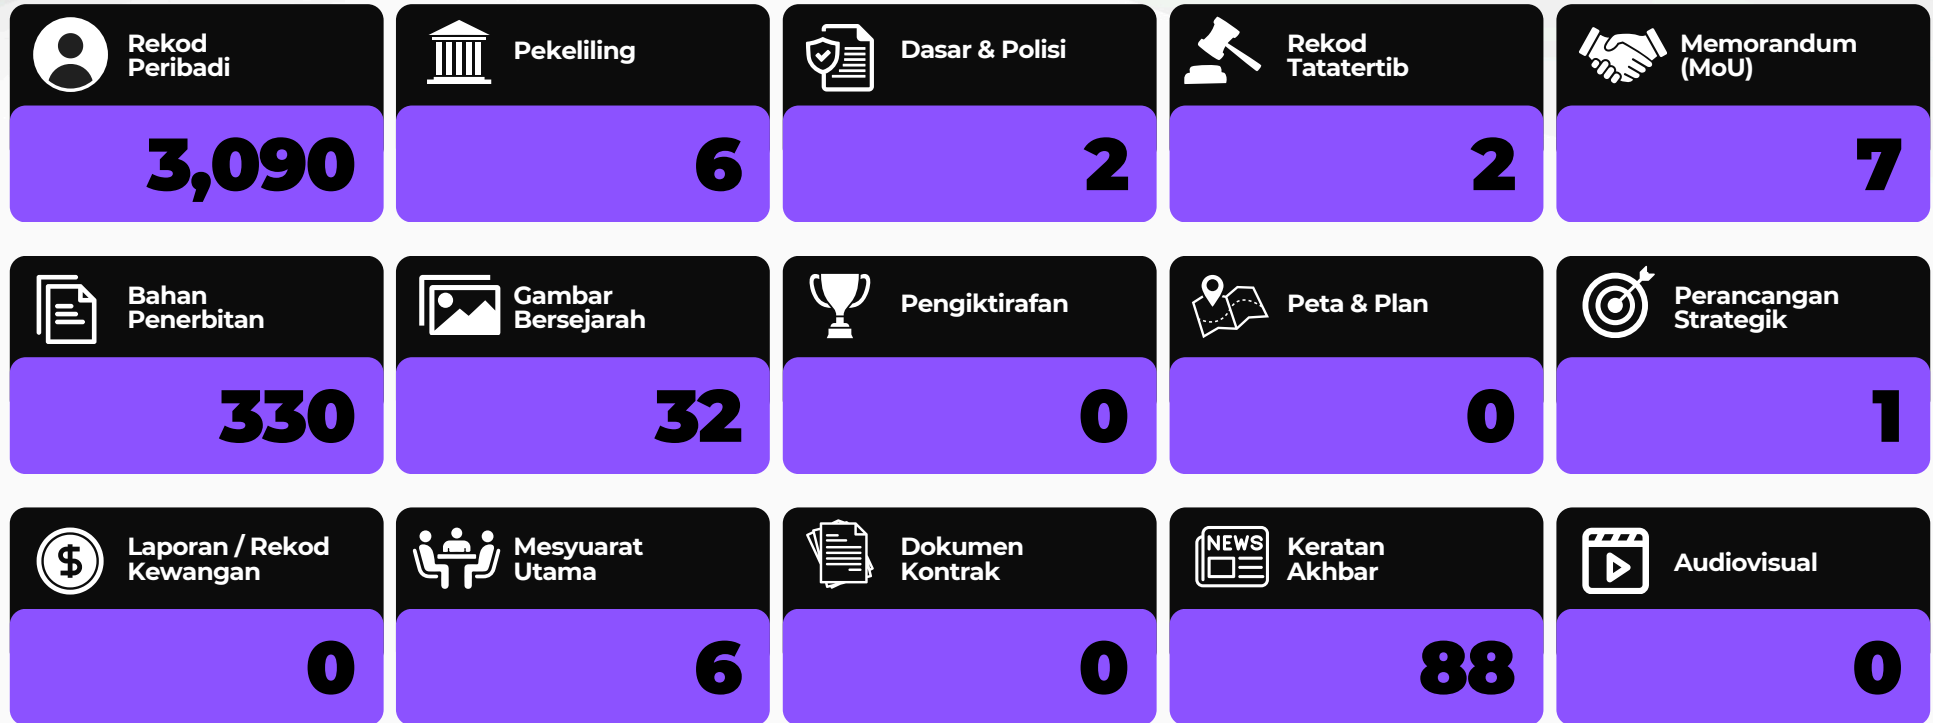 Rekod
Peribadi
3,090
Pekeliling
6
Dasar & Polisi
2
Rekod
Tatatertib
2
Memorandum
(MoU)
7
Bahan
Penerbitan
330
Gambar
Bersejarah
32
Pengiktirafan
0
Peta & Plan
0
Perancangan
Strategik
1
$
Laporan / Rekod
Kewangan
0
Mesyuarat
Utama
6
Dokumen
Kontrak
0
NEWS
Keratan
Akhbar
88
Audiovisual
0